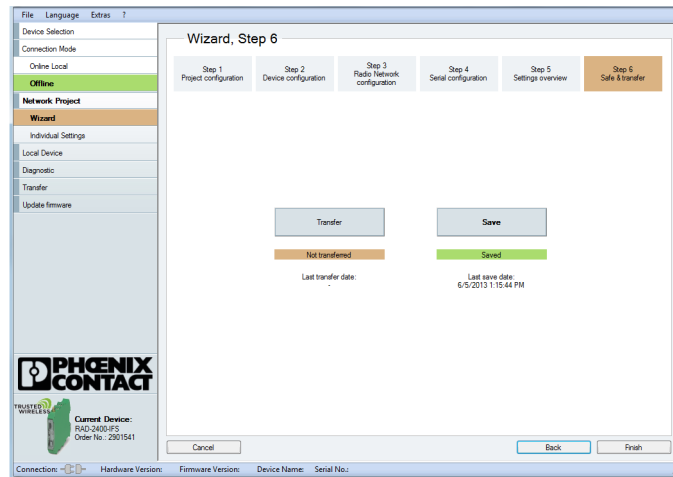 File Language Extras ?
Device Selection
Connection Mode
Online Local
Offline
Network Project
Wizard
Individual Settings
Local Device
Diagnostic
Transfer
Update firmware
Wizard, Step 6
Step 1
Project configuration
Step 2
Device configuration
Step 3
Radio Network
configuration
Step 4
Serial configuration
Step 5
Settings overview
Step 6
Safe & transfer
Transfer
Save
Not transferred
Saved
Last transfer date:
-
Last save date:
6/5/2013 1:15:44 PM
PHŒNIX
CONTACT
TRUSTED
WIRELESS
Current Device:
RAD-2400-IFS
Order No.: 2901541
Cancel
Back
Finish
Connection: Hardware Version: Firmware Version: Device Name: Serial No.: